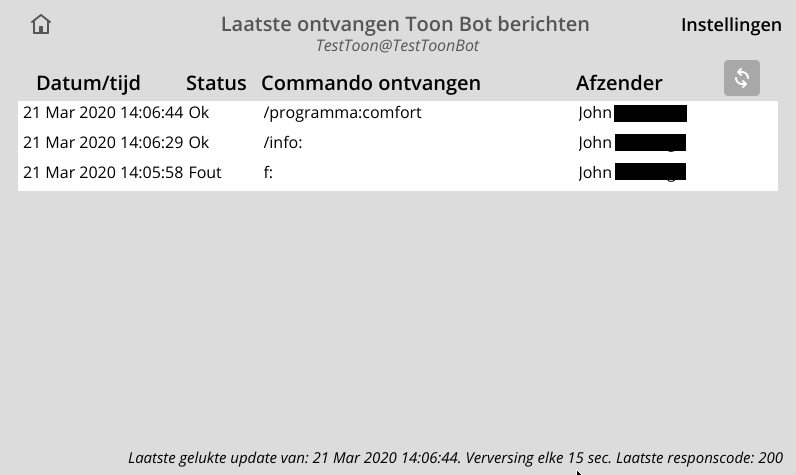 Laatste ontvangen Toon Bot berichten
Instellingen
TestToon@TestToonBot
Datum/tijd Status Commando ontvangen Afzender
21 Mar 2020 14:06:44 Ok /programma:comfort John
21 Mar 2020 14:06:29 Ok /info: John
21 Mar 2020 14:05:58 Fout f: John
Laatste gelukte update van: 21 Mar 2020 14:06:44. Verversing elke 15 sec. Laatste responscode: 200